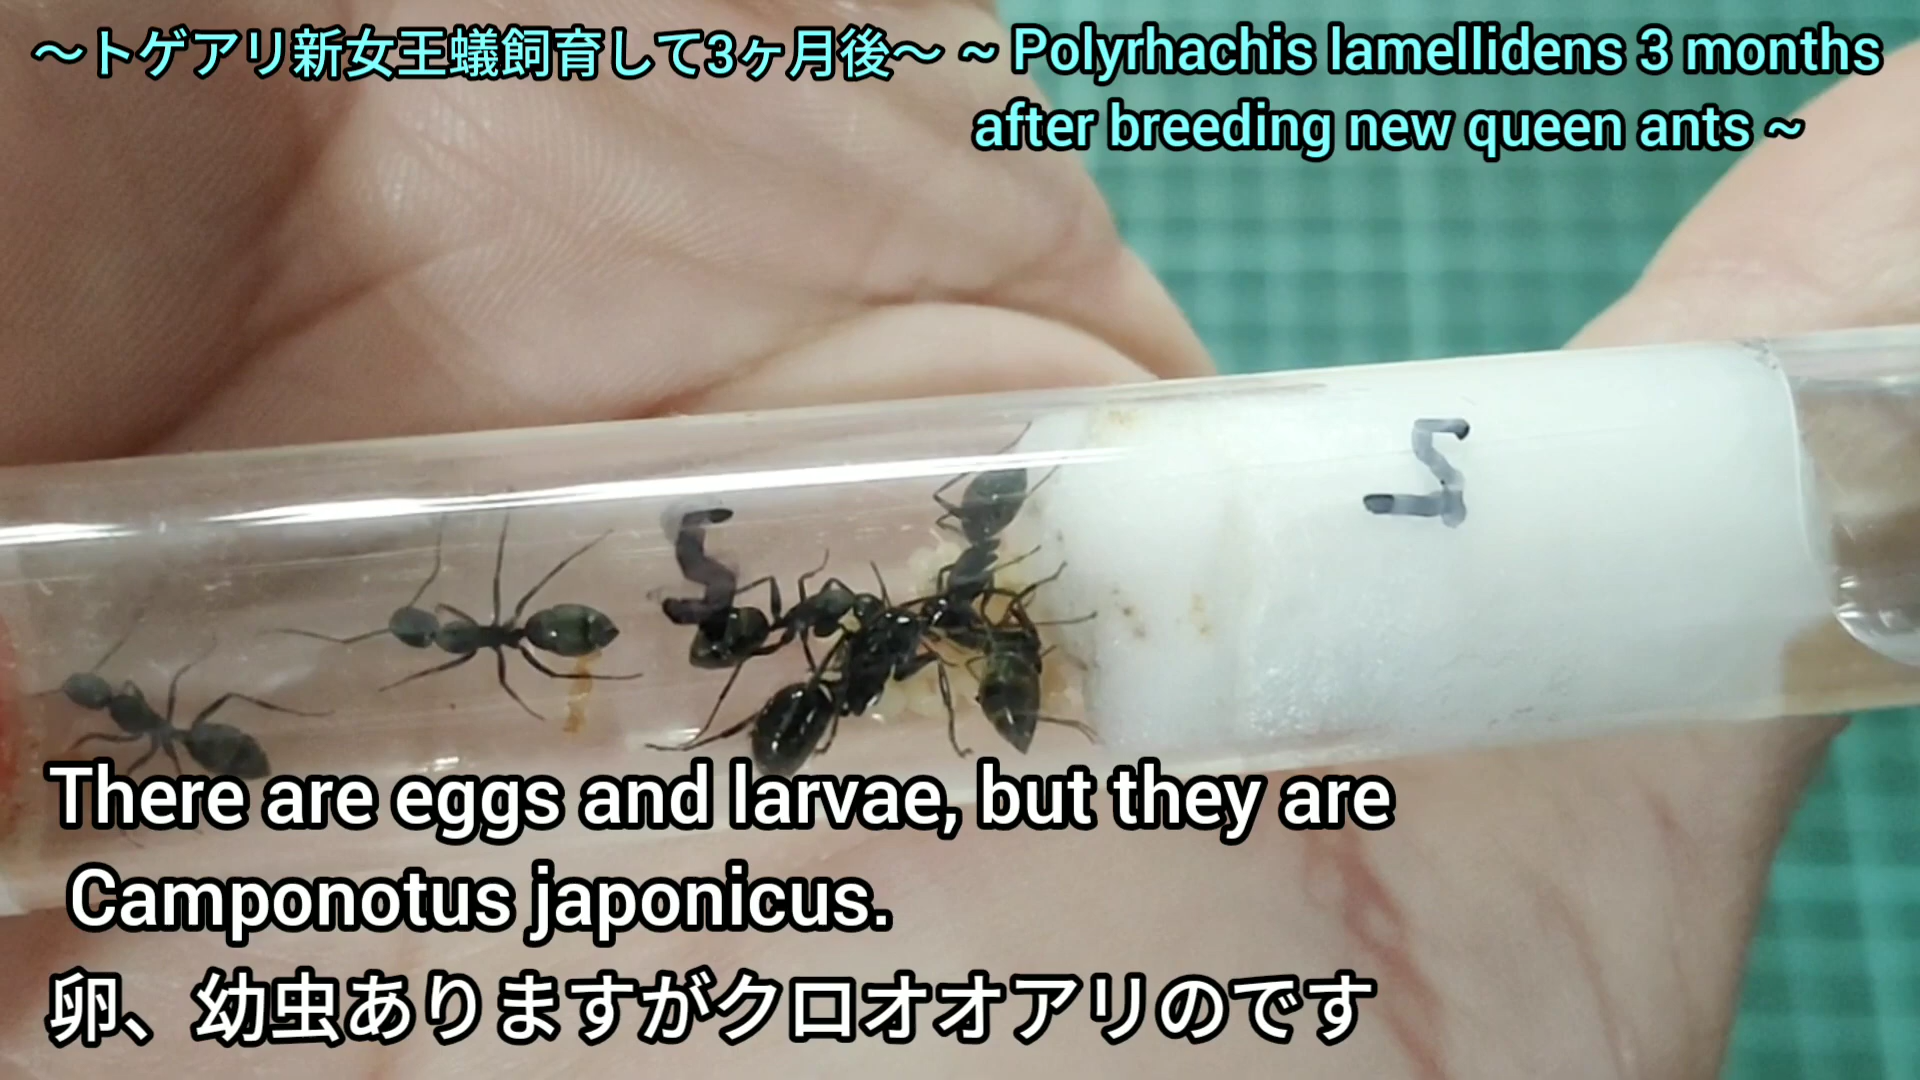 ～トゲアリ新女王蟻飼育して3ヶ月後～ ~ Polyrhachis lamellidens 3 months
after breeding new queen ants ~
5
5
There are eggs and larvae, but they are
Camponotus japonicus.
卵、幼虫ありますがクロオオアリのです